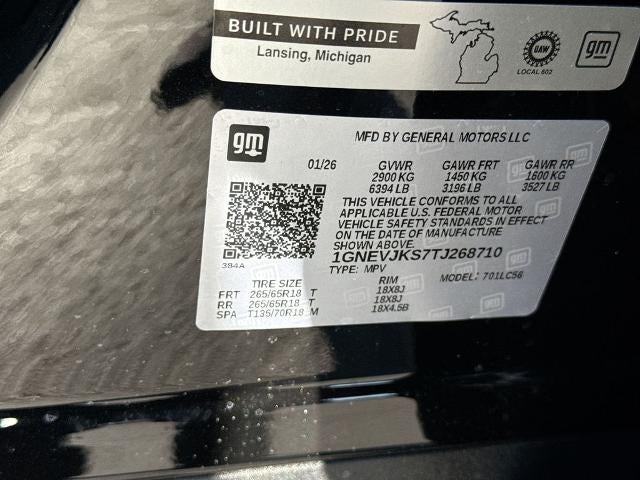 BUILT WITH PRIDE
Lansing, Michigan
UAW
LOCAL 602
gm
gm
MFD BY GENERAL MOTORS LLC
01/26 GVWR GAWR FRT GAWR RR
2900 KG 1450 KG 1600 KG
6394 LB 3196 LB 3527 LB
THIS VEHICLE CONFORMS TO ALL
APPLICABLE U.S. FEDERAL MOTOR
VEHICLE SAFETY STANDARDS IN EFFECT
ON THE DATE OF MANUFACTURE
SHOWN ABOVE.
384A
1GNEVJKS7TJ268710
TYPE: MPV MODEL: 701LC56
TIRE SIZE RIM
FRT 265/65R18 T 18X8J
RR 265/65R18 T 18X8J
SPA T135/70R18 M 18X4.5B